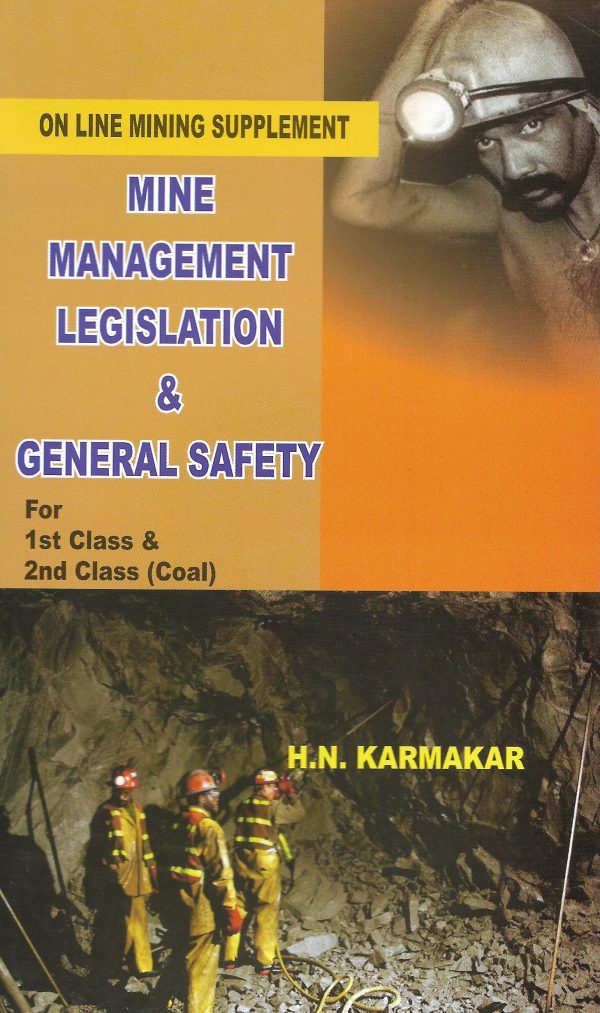 ON LINE MINING SUPPLEMENT
MINE
MANAGEMENT
LEGISLATION
&
GENERAL SAFETY
For
1st Class &
2nd Class (Coal)
H.N. KARMAKAR